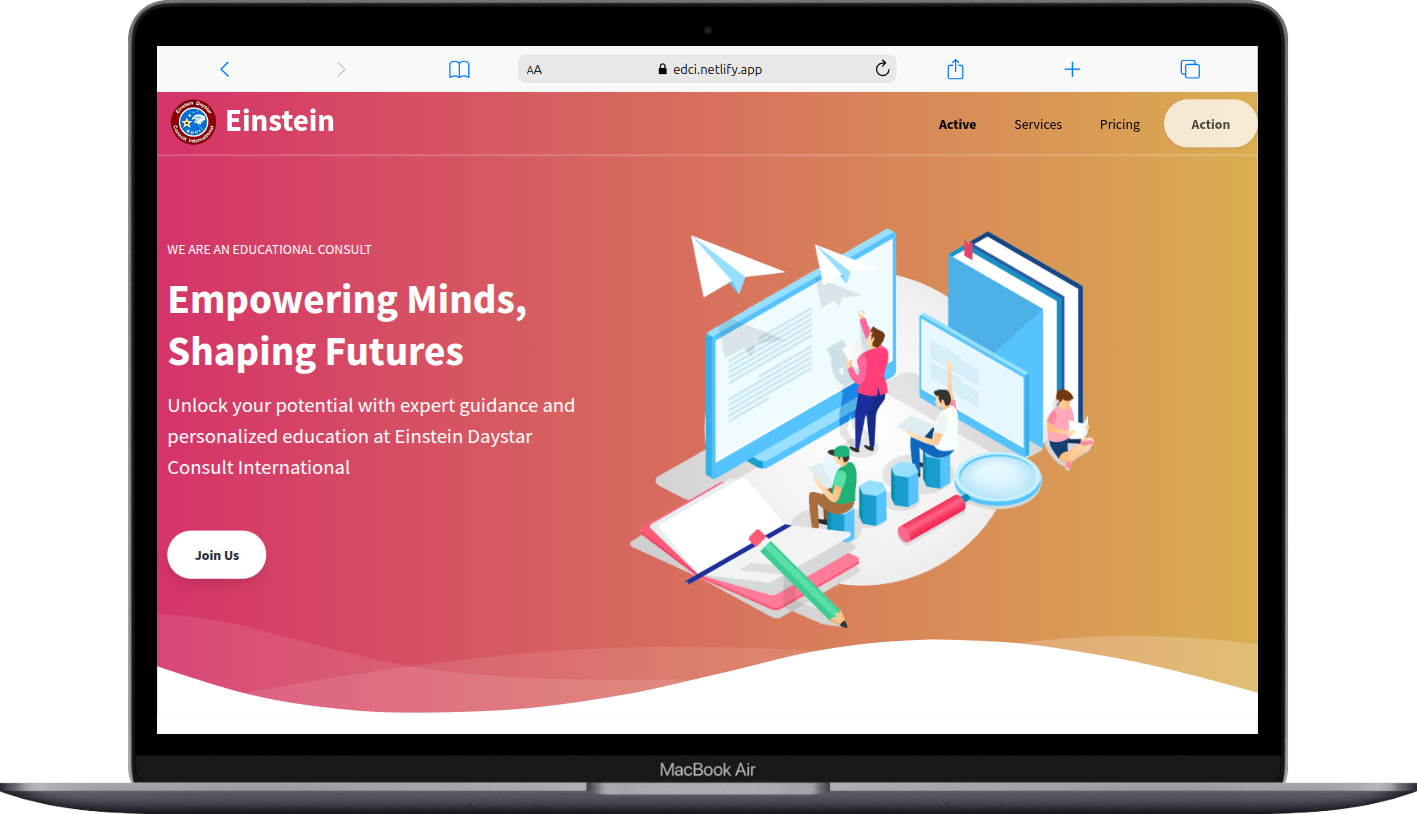 AA
edci.netlify.app
Einstein Daystar
Consult International
Einstein
Active
Services
Pricing
Action
WE ARE AN EDUCATIONAL CONSULT
Empowering Minds,
Shaping Futures
Unlock your potential with expert guidance and
personalized education at Einstein Daystar
Consult International
Join Us
MacBook Air